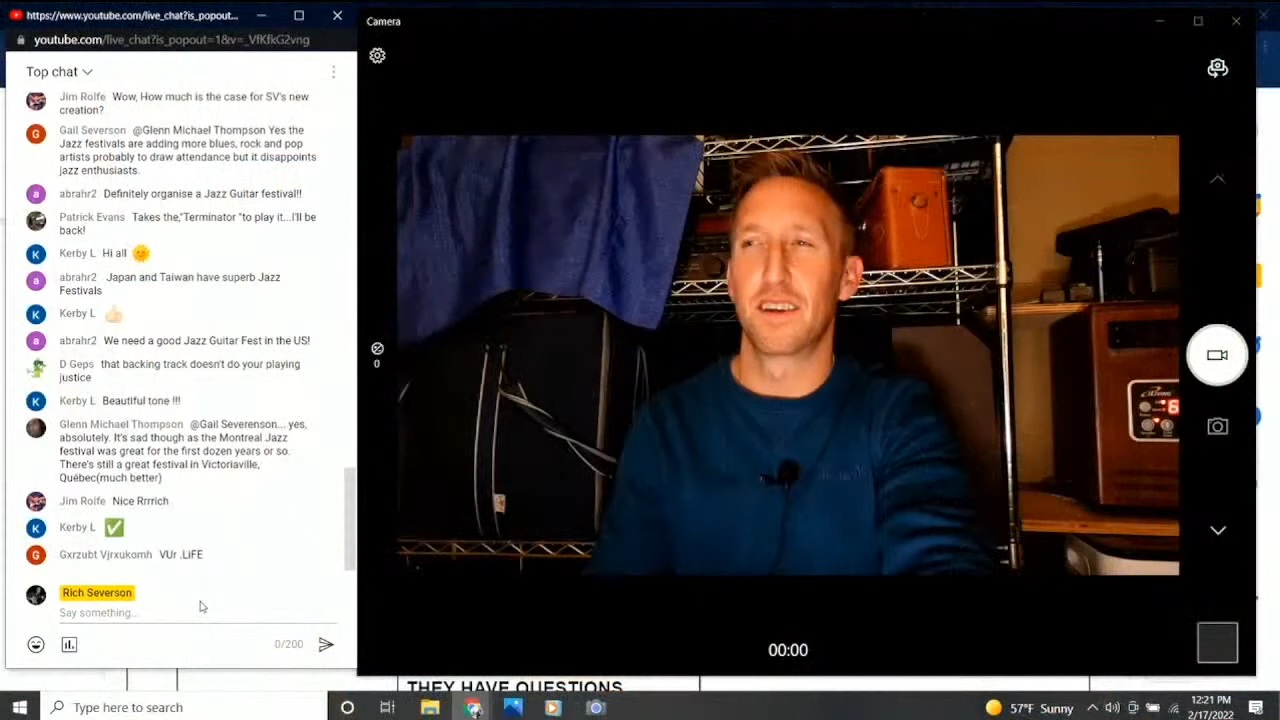 https://www.youtube.com/live_chat?is_popout...
youtube.com/live_chat?is_popout=1&v=_VfKfkG2vng
Camera
Top chat
Jim Rolfe Wow, How much is the case for SV's new
creation?
Gail Severson @Glenn Michael Thompson Yes the
Jazz festivals are adding more blues, rock and pop
artists probably to draw attendance but it disappoints
jazz enthusiasts.
abrahr2 Definitely organise a Jazz Guitar festival!!
Patrick Evans Takes the,"Terminator "to play it...I'll be
back!
Kerby L Hi all 🌞
abrahr2 Japan and Taiwan have superb Jazz
Festivals
Kerby L 👍🏻
abrahr2 We need a good Jazz Guitar Fest in the US!
D Geps that backing track doesn't do your playing
justice
Kerby L Beautiful tone !!!
Glenn Michael Thompson @Gail Severenson... yes,
absolutely. It's sad though as the Montreal Jazz
festival was great for the first dozen years or so.
There's still a great festival in Victoriaville,
Québec(much better)
Jim Rolfe Nice Rrrrich
Kerby L ✅
Gxrzubt Vjrxukomh VUr .LiFE
Rich Severson
Say something...
0/200
0
00:00
THEY HAVE QUESTIONS
Type here to search
57°F Sunny
12:21 PM
2/17/2022